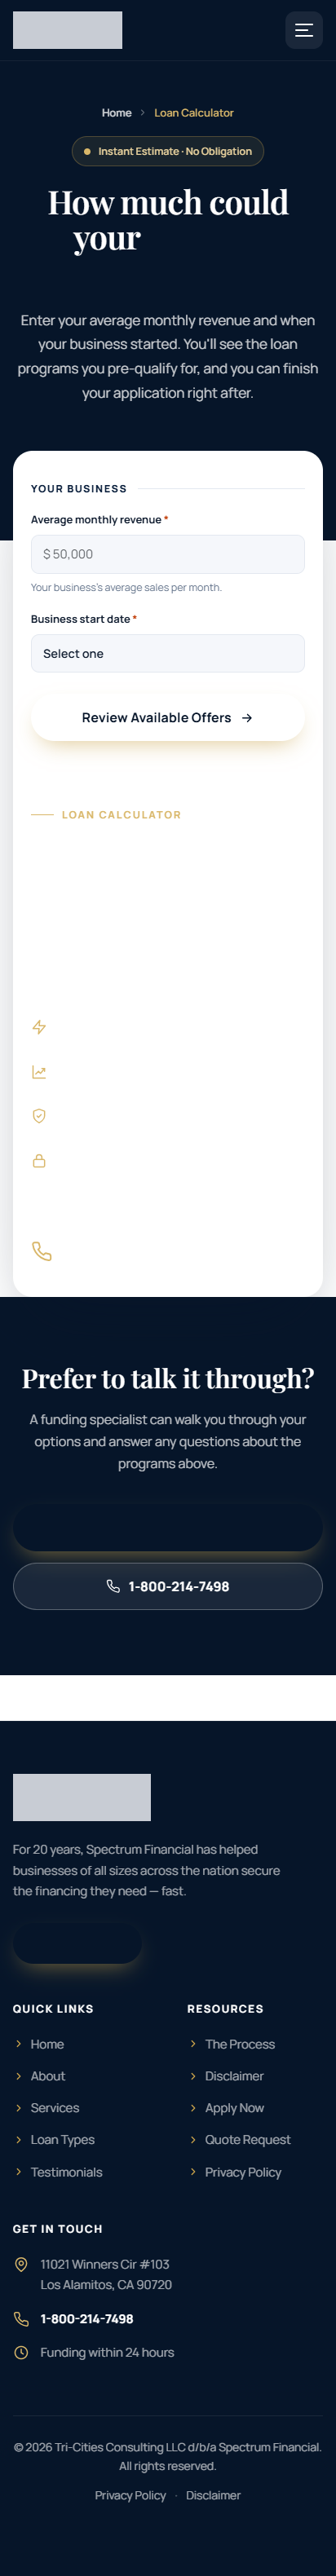 Home > Loan Calculator
Instant Estimate · No Obligation
How much could
your
Enter your average monthly revenue and when
your business started. You'll see the loan
programs you pre-qualify for, and you can finish
your application right after.
YOUR BUSINESS
Average monthly revenue *
$ 50,000
Your business's average sales per month.
Business start date *
Select one
Review Available Offers →
LOAN CALCULATOR
Prefer to talk it through?
A funding specialist can walk you through your
options and answer any questions about the
programs above.
1-800-214-7498
For 20 years, Spectrum Financial has helped
businesses of all sizes across the nation secure
the financing they need — fast.
QUICK LINKS
Home
About
Services
Loan Types
Testimonials
RESOURCES
The Process
Disclaimer
Apply Now
Quote Request
Privacy Policy
GET IN TOUCH
11021 Winners Cir #103
Los Alamitos, CA 90720
1-800-214-7498
Funding within 24 hours
© 2026 Tri-Cities Consulting LLC d/b/a Spectrum Financial.
All rights reserved.
Privacy Policy · Disclaimer